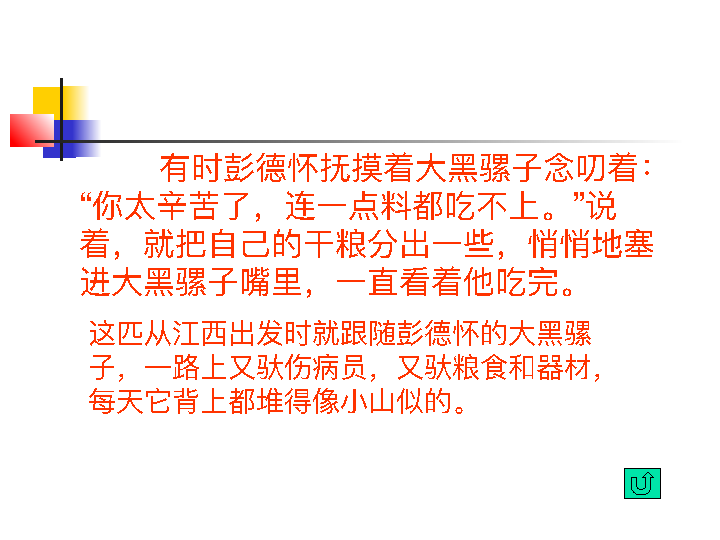 有时彭德怀抚摸着大黑骡子念叨着：
“你太辛苦了，连一点料都吃不上。”说
着，就把自己的干粮分出一些，悄悄地塞
进大黑骡子嘴里，一直看着他吃完。
这匹从江西出发时就跟随彭德怀的大黑骡
子，一路上又驮伤病员，又驮粮食和器材，
每天它背上都堆得像小山似的。